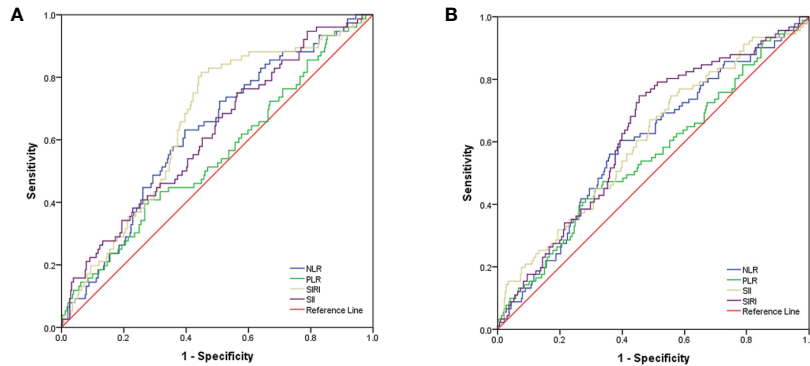 A
1.0
0.8
0.6
0.4
0.2
0.0
Sensitivity
NLR
PLR
SIRI
SII
Reference Line
0.0 0.2 0.4 0.6 0.8 1.0
1 - Specificity
B
1.0
0.8
0.6
0.4
0.2
0.0
Sensitivity
NLR
PLR
SII
SIRI
Reference Line
0.0 0.2 0.4 0.6 0.8 1.
1 - Specificity